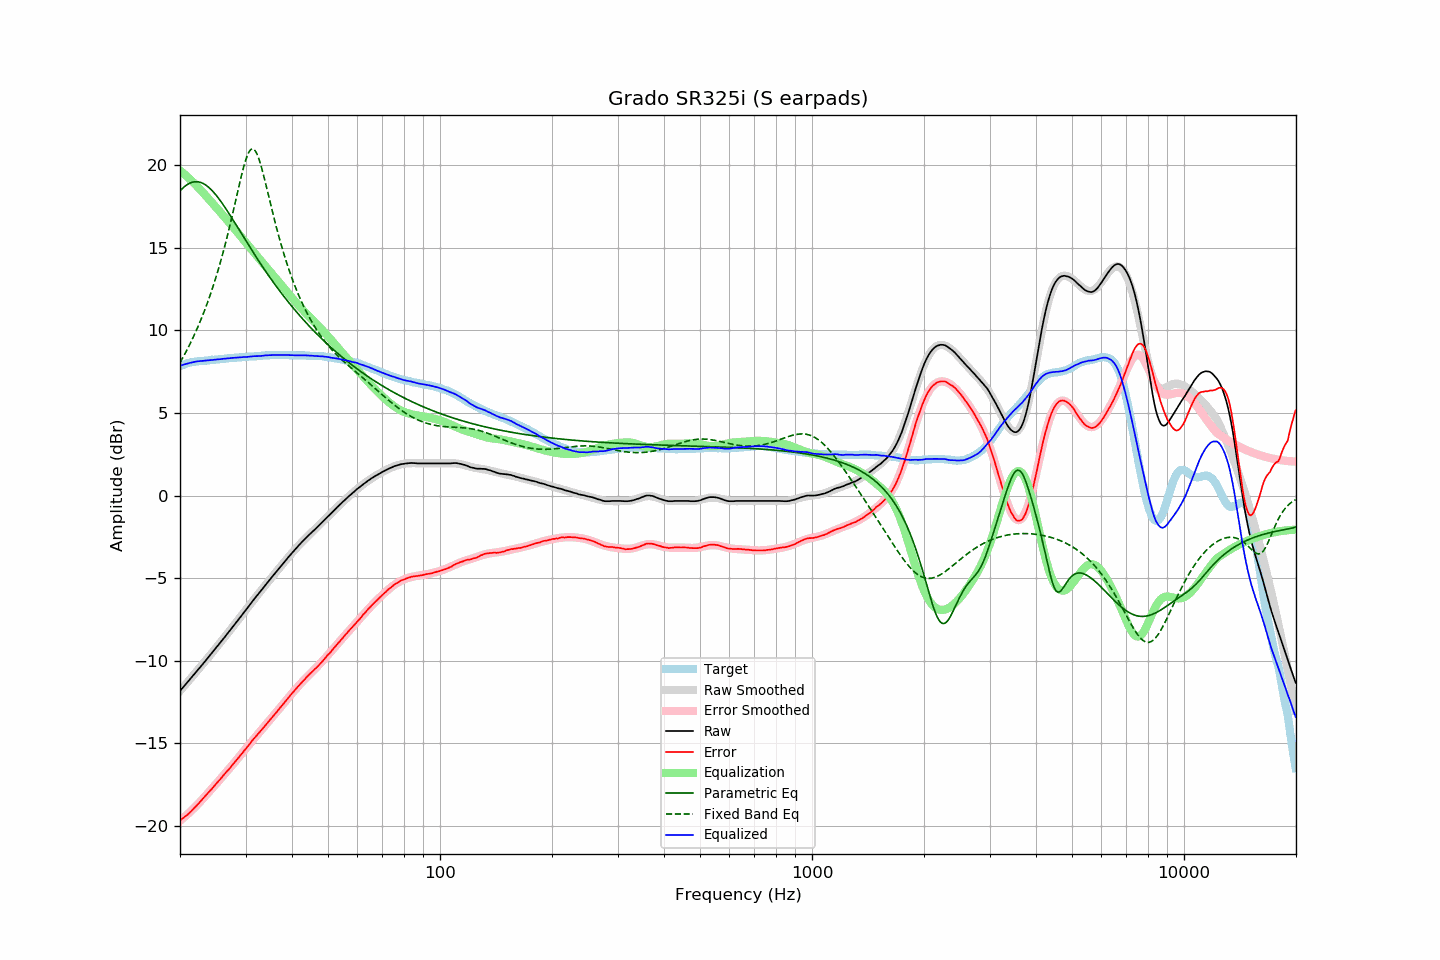 Grado SR325i (S earpads)
Amplitude (dBr)
20
15
10
5
0
−5
−10
−15
−20
Target
Raw Smoothed
Error Smoothed
Raw
Error
Equalization
Parametric Eq
Fixed Band Eq
Equalized
100
1000
10000
Frequency (Hz)